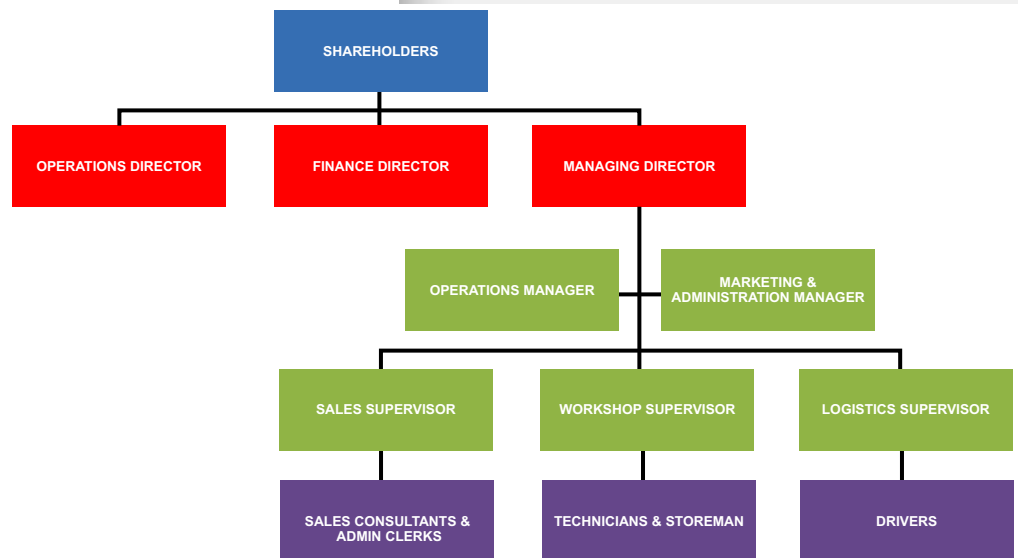 SHAREHOLDERS
OPERATIONS DIRECTOR
FINANCE DIRECTOR
MANAGING DIRECTOR
OPERATIONS MANAGER
MARKETING &
ADMINISTRATION MANAGER
SALES SUPERVISOR
WORKSHOP SUPERVISOR
LOGISTICS SUPERVISOR
SALES CONSULTANTS &
ADMIN CLERKS
TECHNICIANS & STOREMAN
DRIVERS